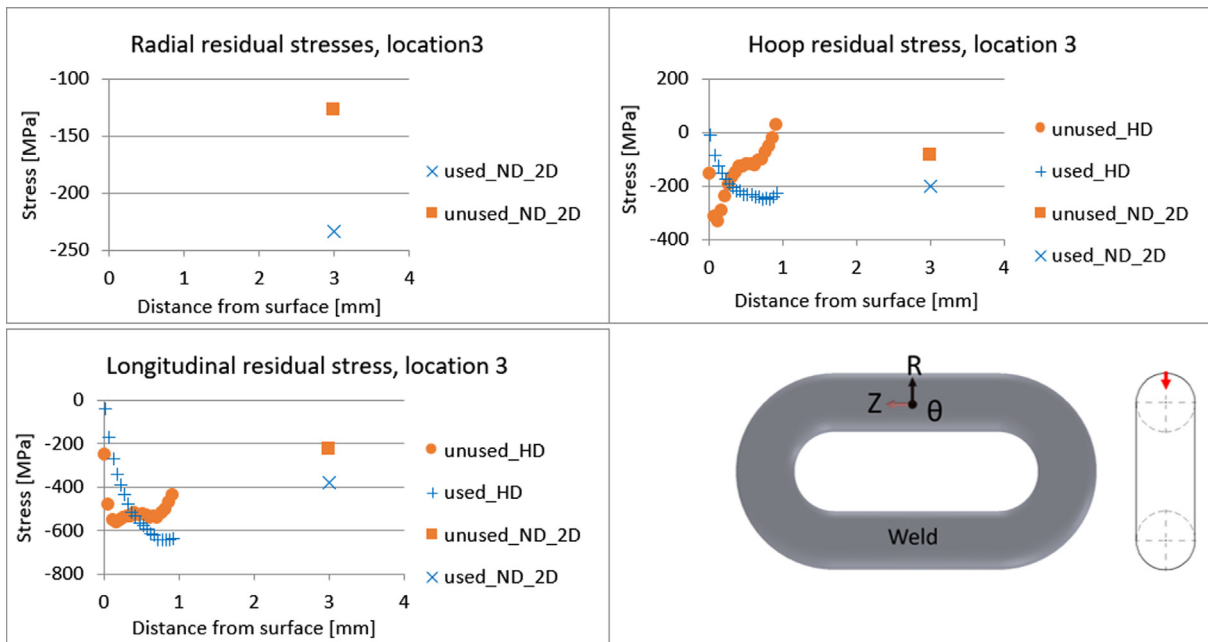 Radial residual stresses, location3
-100
-150
-200
-250
Stress [MPa]
0 1 2 3 4
Distance from surface [mm]
used_ND_2D
unused_ND_2D
Hoop residual stress, location 3
200
0
-200
-400
Stress [MPa]
0 1 2 3 4
Distance from surface [mm]
unused_HD
used_HD
unused_ND_2D
used_ND_2D
Longitudinal residual stress, location 3
0
-200
-400
-600
-800
Stress [MPa]
0 1 2 3 4
Distance from surface [mm]
unused_HD
used_HD
unused_ND_2D
used_ND_2D
R
Z θ
Weld